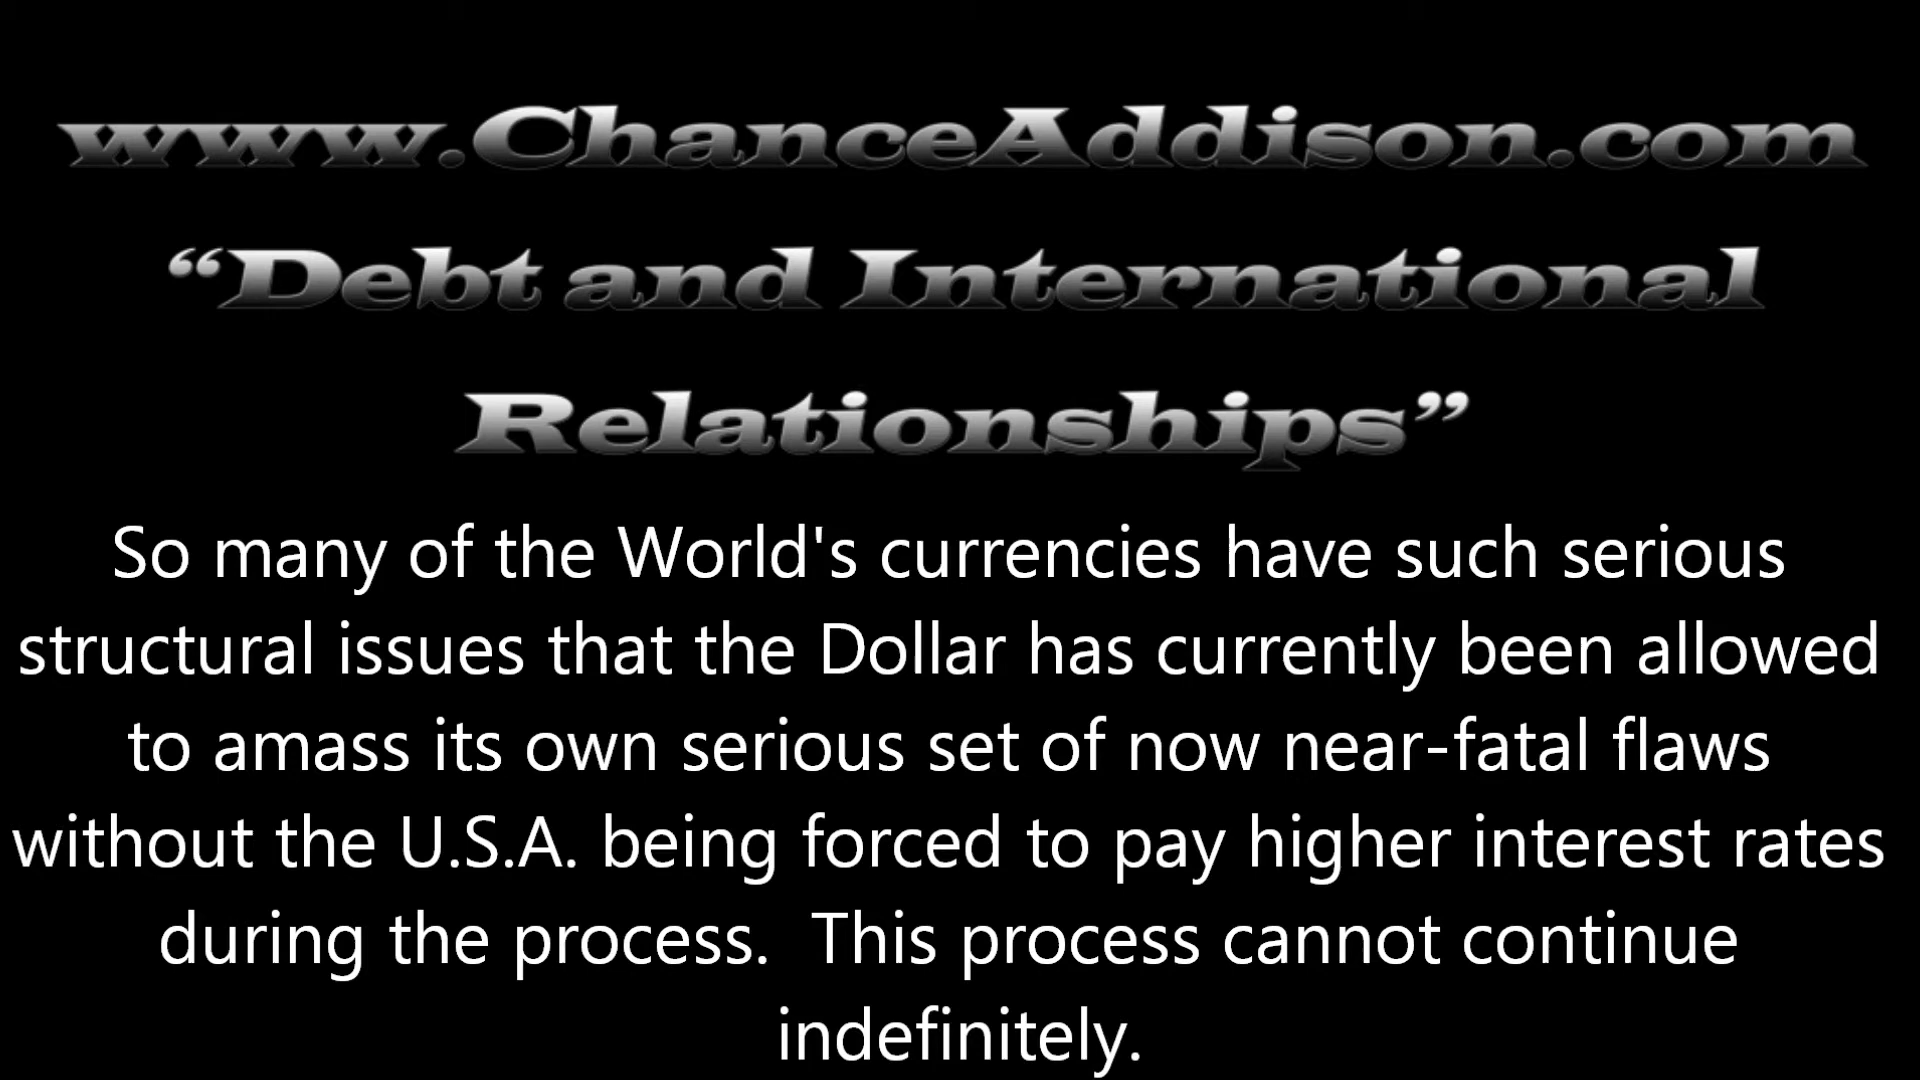 www.ChanceAddison.com
“Debt and International
Relationships”
So many of the World's currencies have such serious
structural issues that the Dollar has currently been allowed
to amass its own serious set of now near-fatal flaws
without the U.S.A. being forced to pay higher interest rates
during the process.  This process cannot continue
indefinitely.